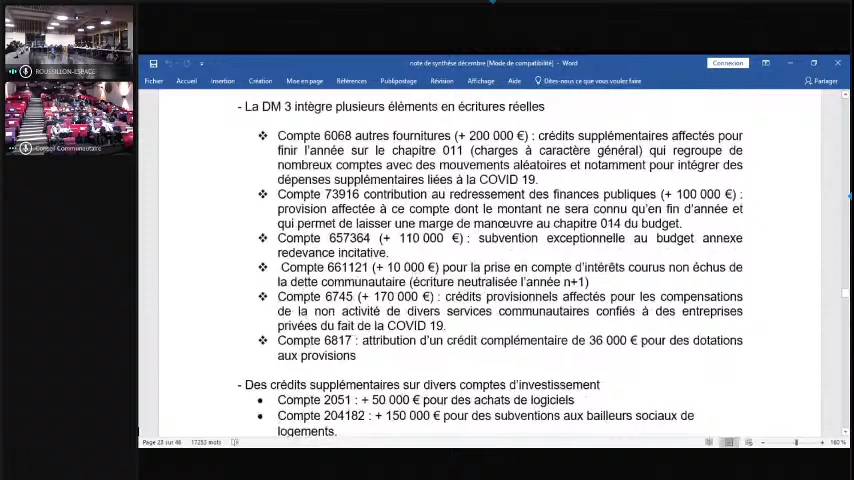 ROUSSILLON-ESPACE
Conseil Communautaire
note de synthèse décembre [Mode de compatibilité] - Word
Connexion
Fichier Accueil Insertion Création Mise en page Références Publipostage Révision Affichage Aide Dites-nous ce que vous voulez faire Partager
- La DM 3 intègre plusieurs éléments en écritures réelles
❖ Compte 6068 autres fournitures (+ 200 000 €) : crédits supplémentaires affectés pour
finir l'année sur le chapitre 011 (charges à caractère général) qui regroupe de
nombreux comptes avec des mouvements aléatoires et notamment pour intégrer des
dépenses supplémentaires liées à la COVID 19.
❖ Compte 73916 contribution au redressement des finances publiques (+ 100 000 €) :
provision affectée à ce compte dont le montant ne sera connu qu'en fin d'année et
qui permet de laisser une marge de manœuvre au chapitre 014 du budget.
❖ Compte 657364 (+ 110 000 €) : subvention exceptionnelle au budget annexe
redevance incitative.
❖ Compte 661121 (+ 10 000 €) pour la prise en compte d'intérêts courus non échus de
la dette communautaire (écriture neutralisée l'année n+1)
❖ Compte 6745 (+ 170 000 €) : crédits provisionnels affectés pour les compensations
de la non activité de divers services communautaires confiés à des entreprises
privées du fait de la COVID 19.
❖ Compte 6817 : attribution d'un crédit complémentaire de 36 000 € pour des dotations
aux provisions
- Des crédits supplémentaires sur divers comptes d'investissement
• Compte 2051 : + 50 000 € pour des achats de logiciels
• Compte 204182 : + 150 000 € pour des subventions aux bailleurs sociaux de
logements.
Page 23 sur 46 17253 mots 160 %